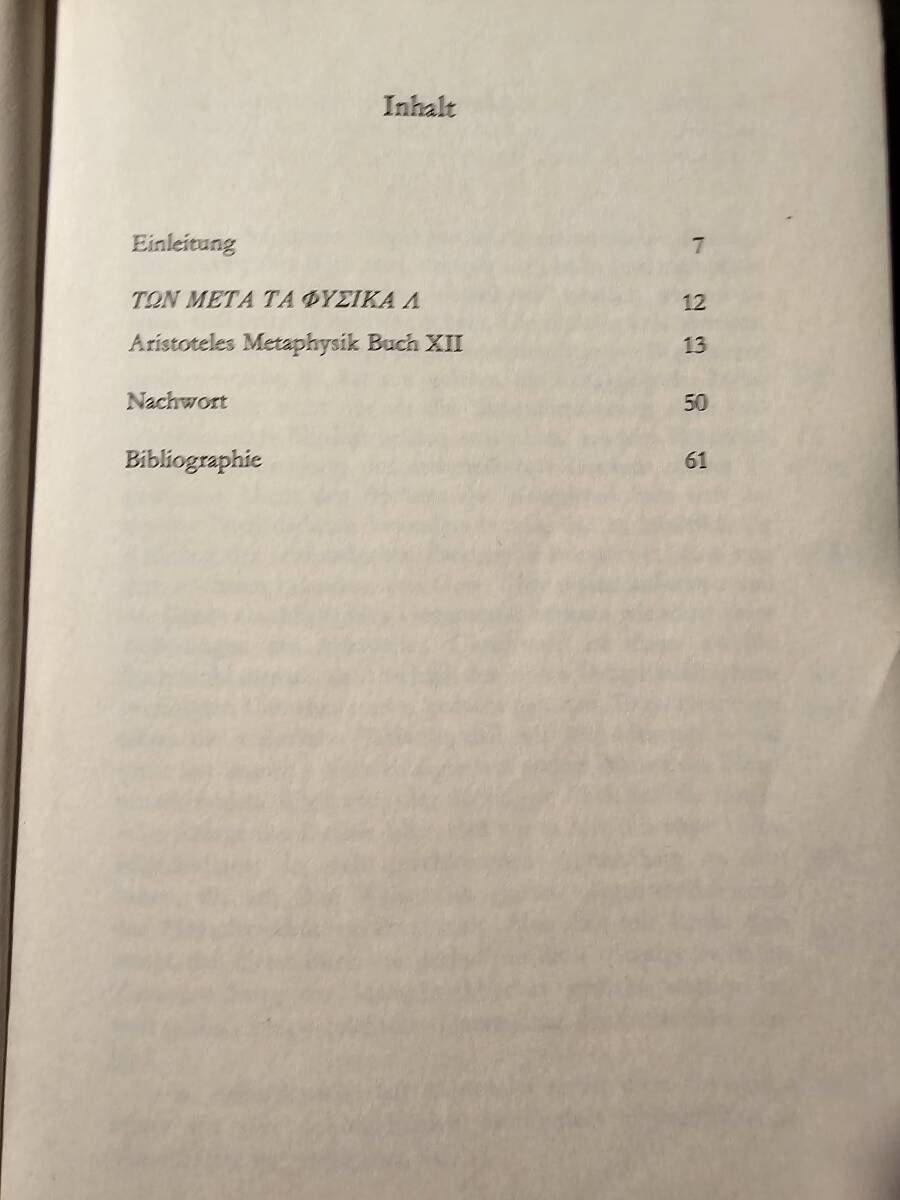 Inhalt
Einleitung 7
ΤΩΝ ΜΕΤΑ ΤΑ ΦΥΣΙΚΑ Λ 12
Aristoteles Metaphysik Buch XII 13
Nachwort 50
Bibliographie 61